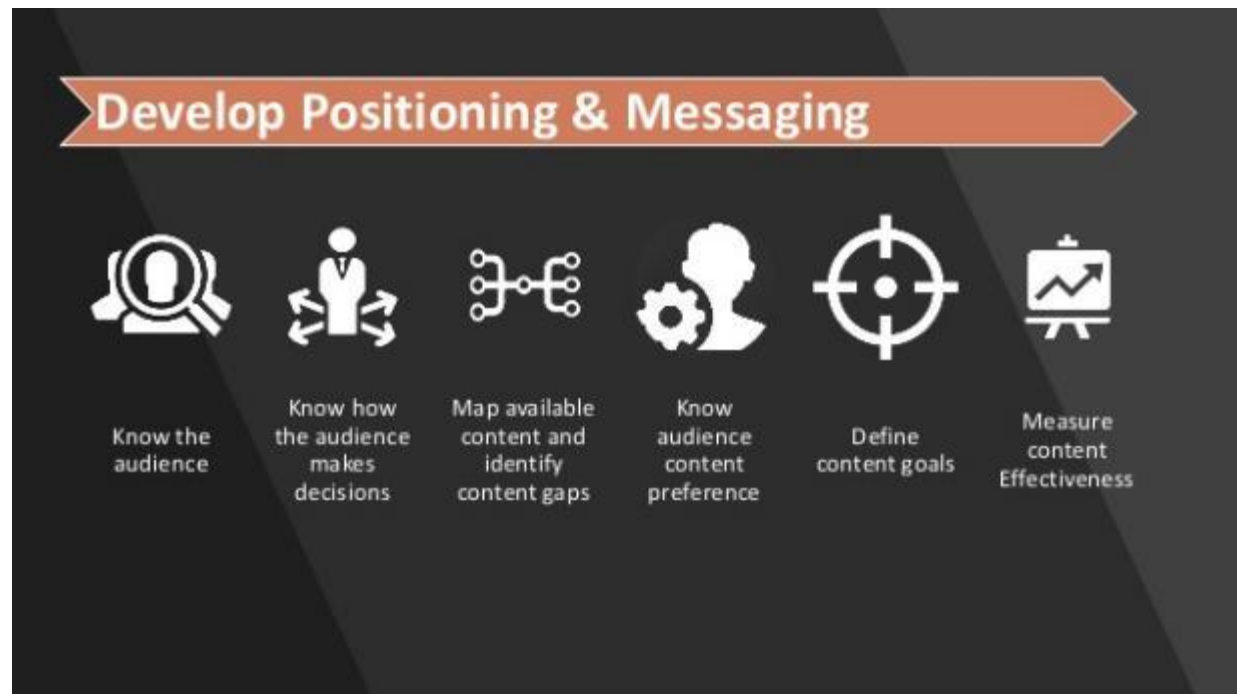 Develop Positioning & Messaging
Know the
audience
Know how
the audience
makes
decisions
Map available
content and
identify
content gaps
Know
audience
content
preference
Define
content goals
Measure
content
Effectiveness